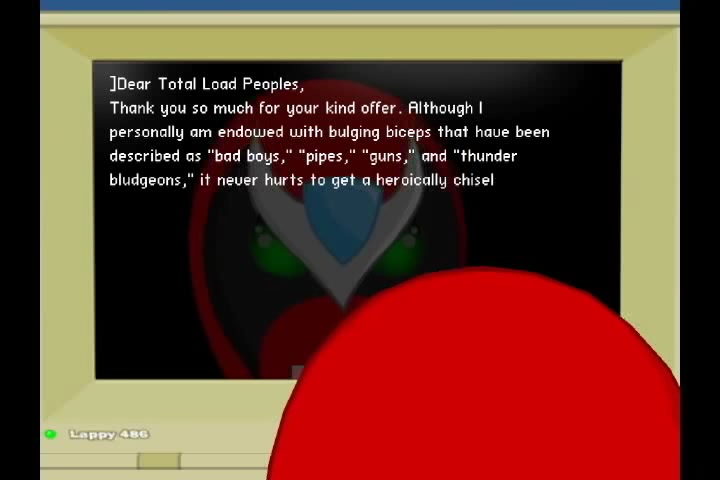 ]Dear Total Load Peoples,
Thank you so much for your kind offer. Although I
personally am endowed with bulging biceps that have been
described as "bad boys," "pipes," "guns," and "thunder
bludgeons," it never hurts to get a heroically chisel
Lappy 486